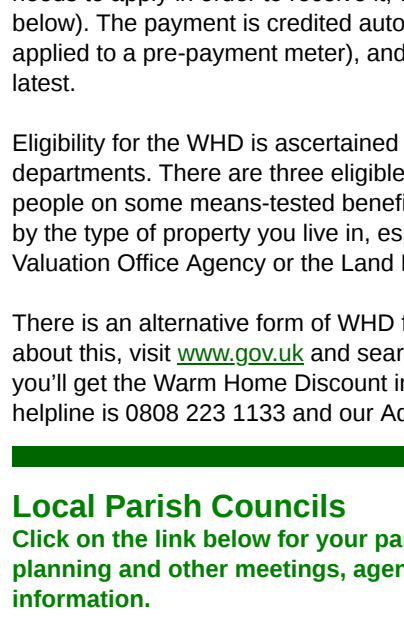 below). The payment is credited auto
applied to a pre-payment meter), and
latest.
Eligibility for the WHD is ascertained
departments. There are three eligible
people on some means-tested benefi
by the type of property you live in, es
Valuation Office Agency or the Land
There is an alternative form of WHD
about this, visit www.gov.uk and sear
you'll get the Warm Home Discount i
helpline is 0808 223 1133 and our Ad
Local Parish Councils
Click on the link below for your par
planning and other meetings, agen
information.